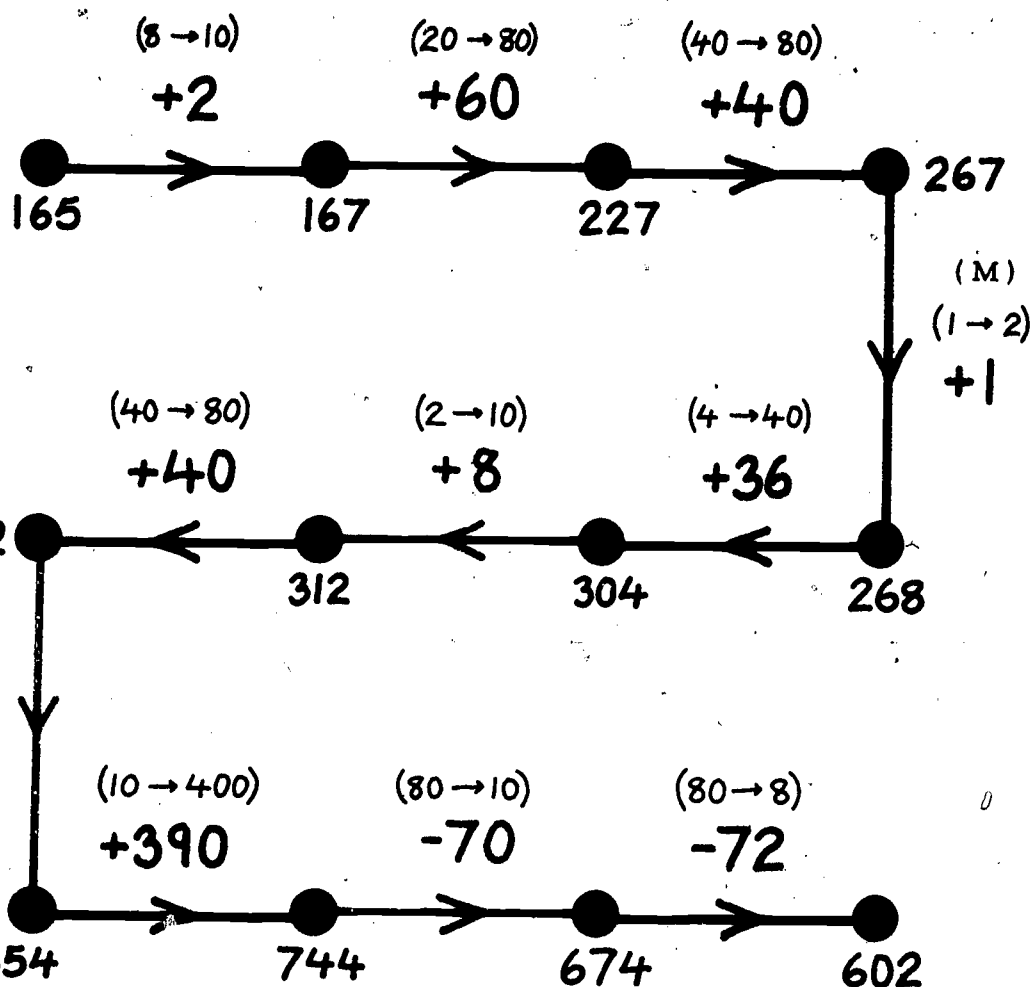 (8→10) (20→80) (40→80)
+2 +60 +40
165 167 227 267
(M)
(1→2)
+1
(40→80) (2→10) (4→40)
+40 +8 +36
2 312 304 268
(10→400) (80→10) (80→8)
+390 -70 -72
54 744 674 602